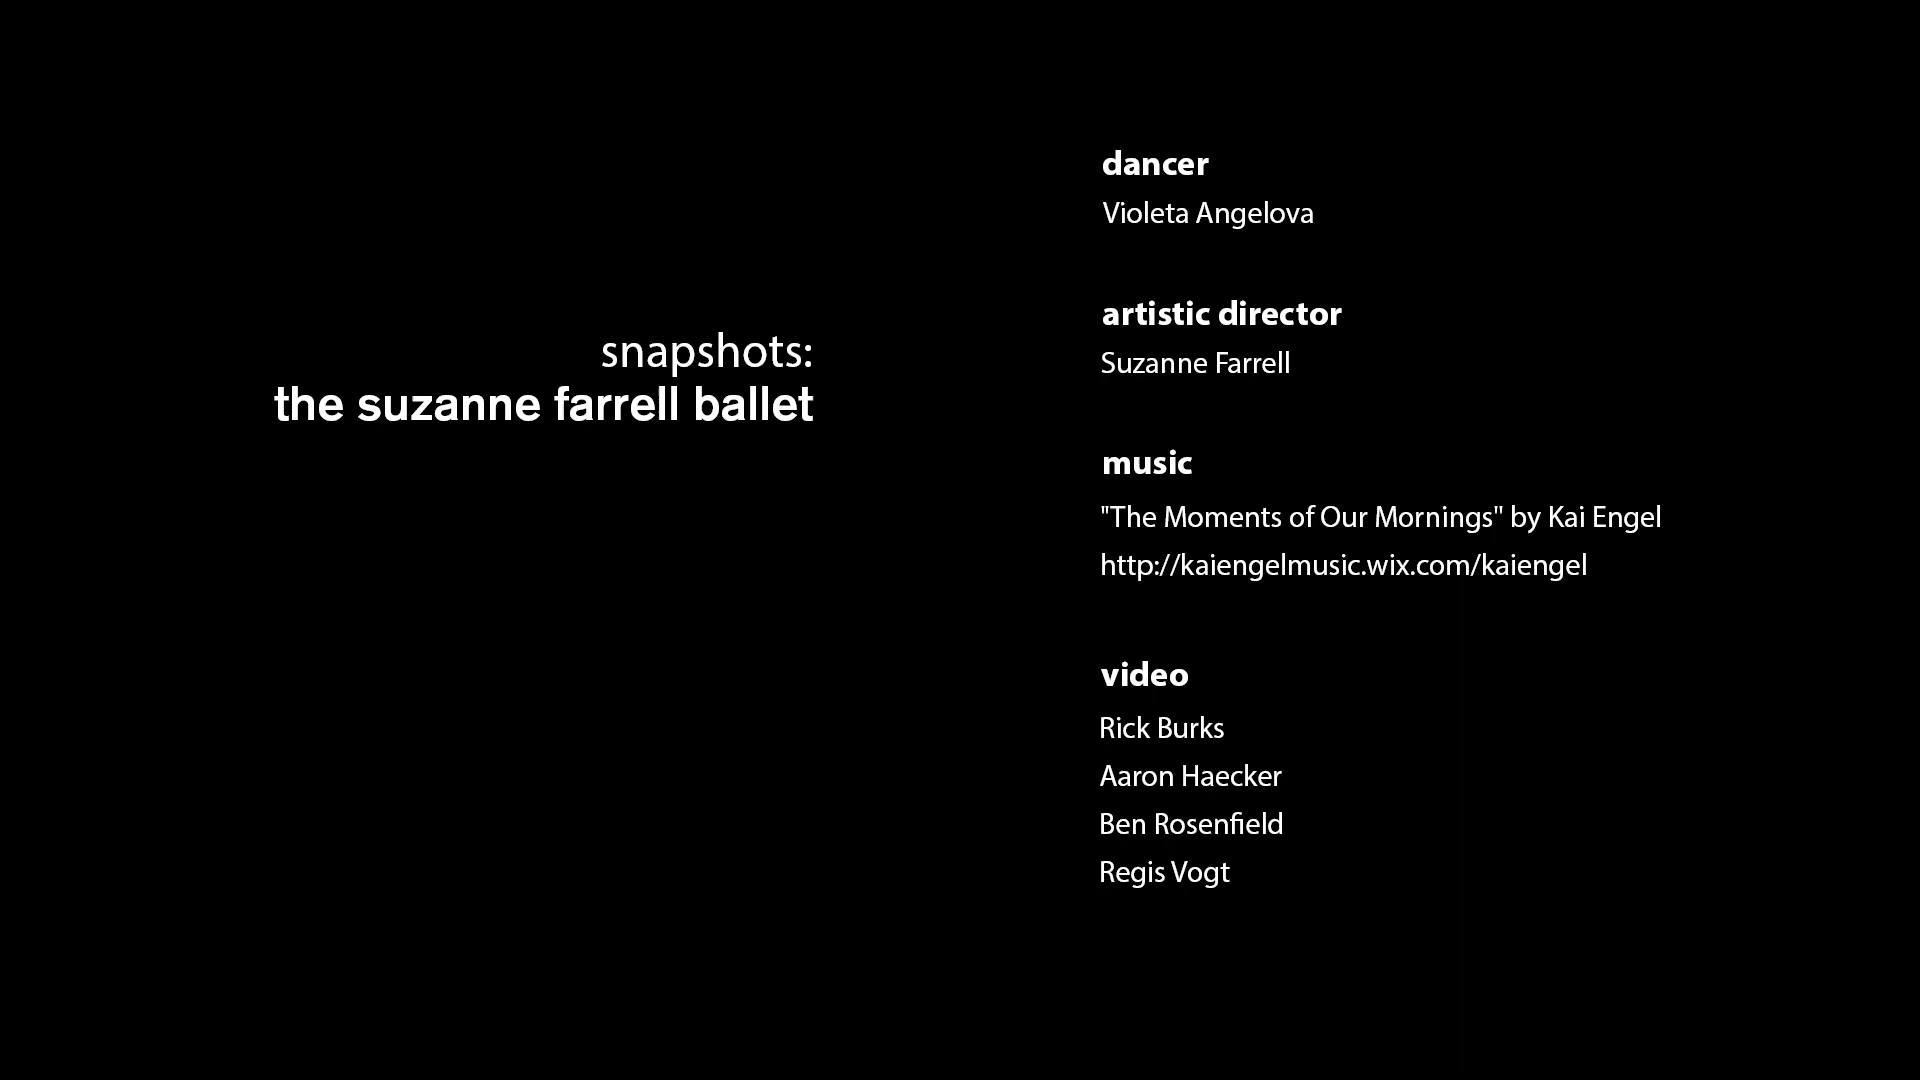 snapshots:
the suzanne farrell ballet
dancer
Violeta Angelova
artistic director
Suzanne Farrell
music
"The Moments of Our Mornings" by Kai Engel
http://kaiengelmusic.wix.com/kaiengel
video
Rick Burks
Aaron Haecker
Ben Rosenfield
Regis Vogt